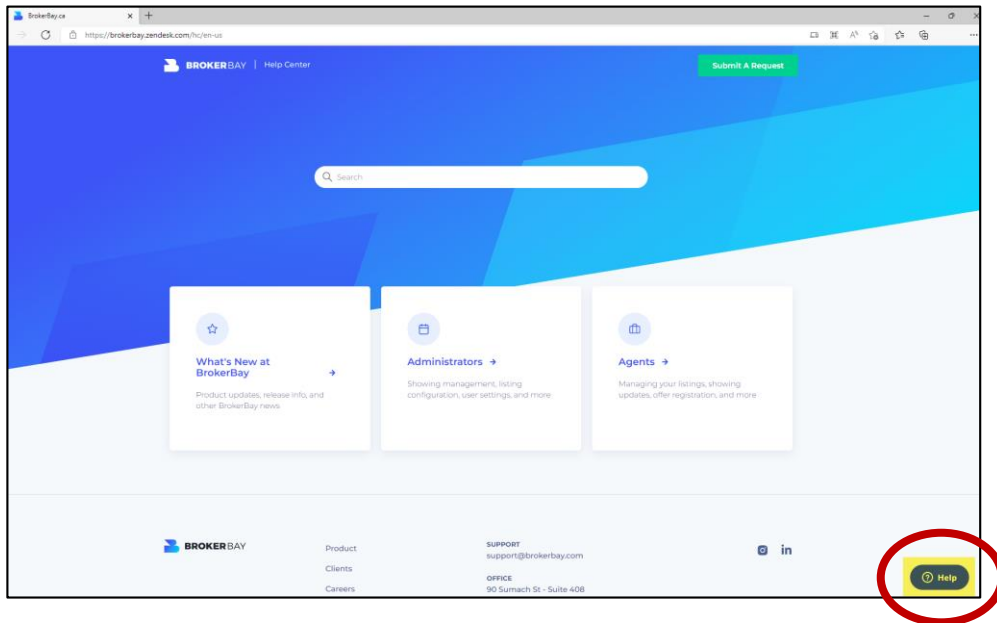 BrokerBay.ca
https://brokerbay.zendesk.com/hc/en-us
BROKERBAY | Help Center
Submit A Request
Search
What's New at
BrokerBay
Product updates, release info, and
other BrokerBay news
Administrators
Showing management, listing
configuration, user settings, and more
Agents
Managing your listings, showing
updates, offer registration, and more
BROKERBAY
Product
Clients
Careers
SUPPORT
support@brokerbay.com
OFFICE
90 Sumach St - Suite 408
in
Help